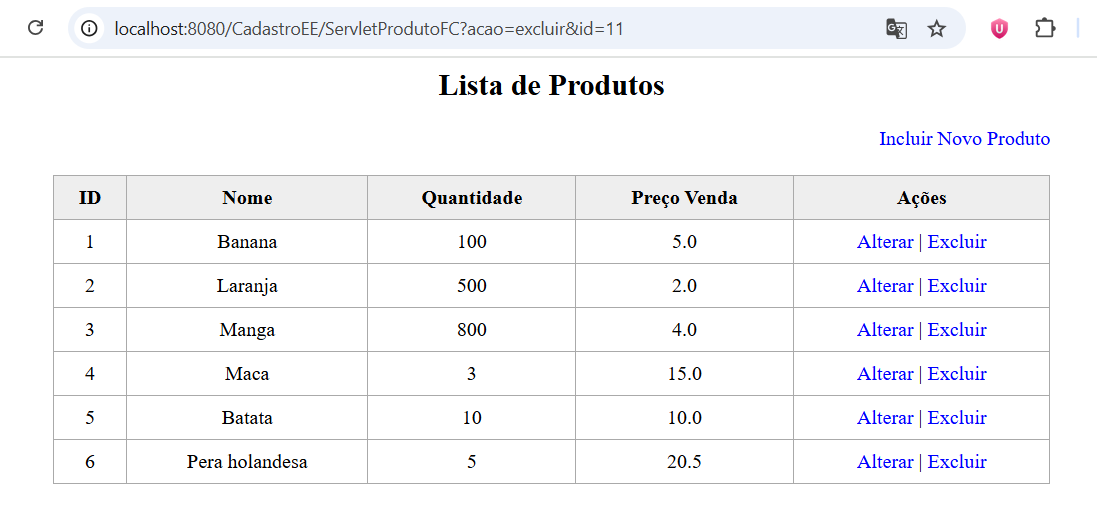 localhost:8080/CadastroEE/ServletProdutoFC?acao=excluir&id=11
Lista de Produtos
Incluir Novo Produto
ID Nome Quantidade Preço Venda Ações
1 Banana 100 5.0 Alterar | Excluir
2 Laranja 500 2.0 Alterar | Excluir
3 Manga 800 4.0 Alterar | Excluir
4 Maca 3 15.0 Alterar | Excluir
5 Batata 10 10.0 Alterar | Excluir
6 Pera holandesa 5 20.5 Alterar | Excluir